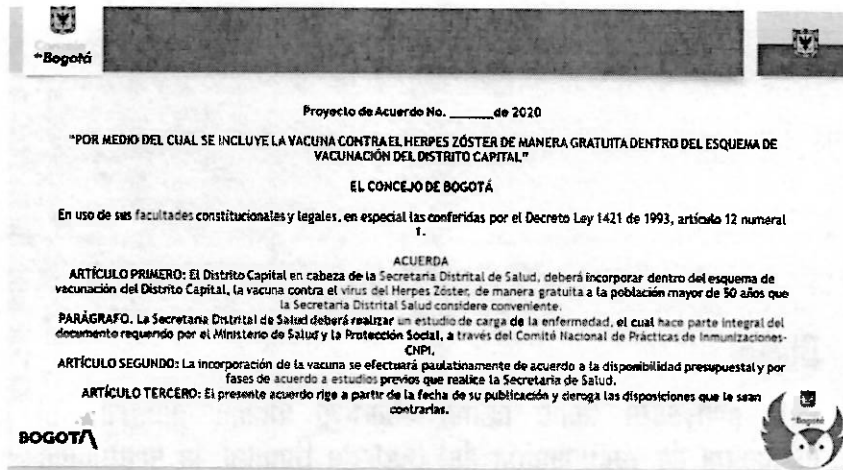 de Bogotá
Proyecto de Acuerdo No. ______ de 2020
"POR MEDIO DEL CUAL SE INCLUYE LA VACUNA CONTRA EL HERPES ZÓSTER DE MANERA GRATUITA DENTRO DEL ESQUEMA DE
VACUNACIÓN DEL DISTRITO CAPITAL"
EL CONCEJO DE BOGOTÁ
En uso de sus facultades constitucionales y legales, en especial las conferidas por el Decreto Ley 1421 de 1993, artículo 12 numeral
1.
ACUERDA
ARTÍCULO PRIMERO: El Distrito Capital en cabeza de la Secretaria Distrital de Salud, deberá incorporar dentro del esquema de
vacunación del Distrito Capital, la vacuna contra el virus del Herpes Zóster, de manera gratuita a la población mayor de 50 años que
la Secretaria Distrital Salud considere conveniente.
PARÁGRAFO. La Secretaria Distrital de Salud deberá realizar un estudio de carga de la enfermedad, el cual hace parte integral del
documento requerido por el Ministerio de Salud y la Protección Social, a través del Comité Nacional de Prácticas de Inmunizaciones-
CNPI.
ARTÍCULO SEGUNDO: La incorporación de la vacuna se efectuará paulatinamente de acuerdo a la disponibilidad presupuestal y por
fases de acuerdo a estudios previos que realice la Secretaria de Salud.
ARTÍCULO TERCERO: El presente acuerdo rige a partir de la fecha de su publicación y deroga las disposiciones que le sean
contrarias.
BOGOTÁ